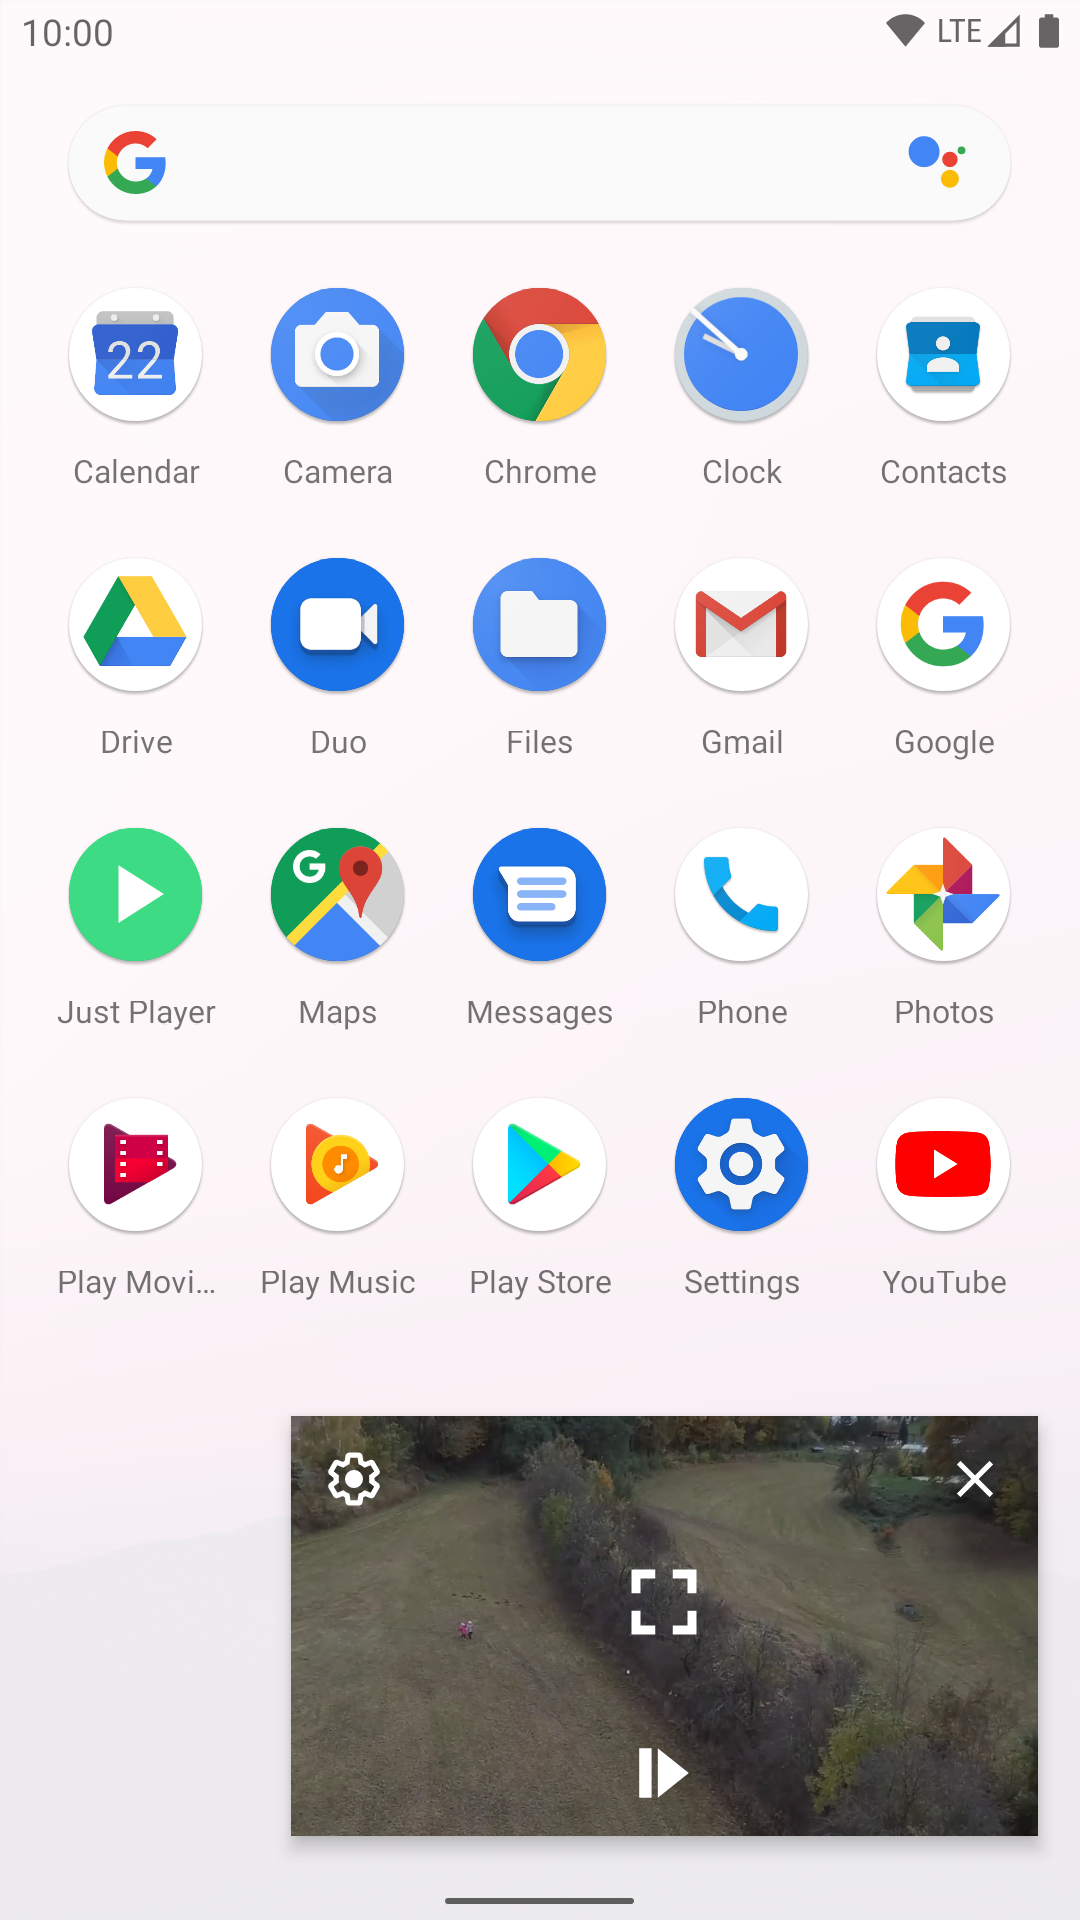 10:00 LTE
22
Calendar Camera Chrome Clock Contacts
Drive Duo Files Gmail Google
Just Player Maps Messages Phone Photos
Play Movi... Play Music Play Store Settings YouTube